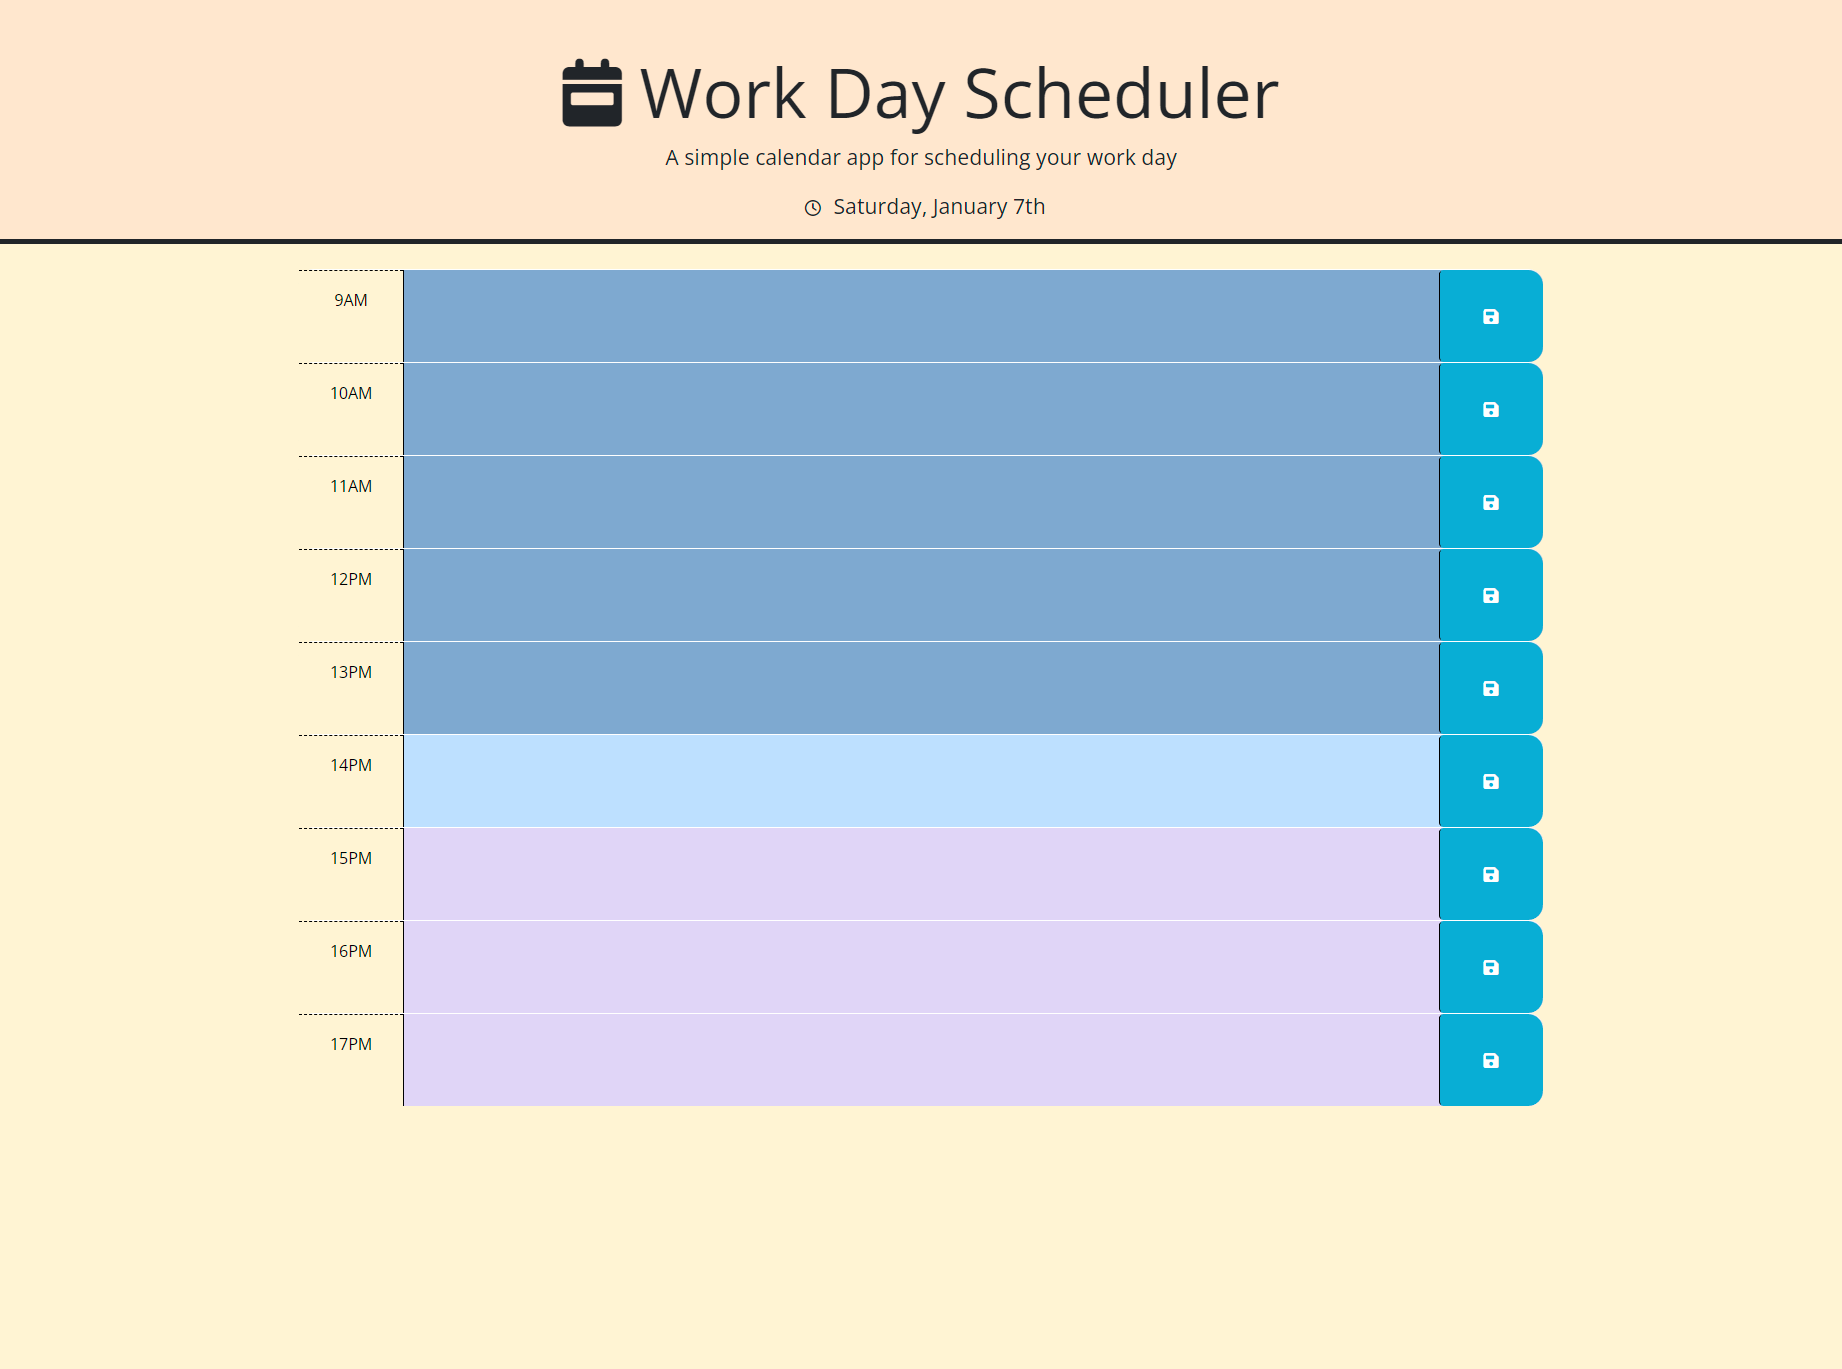 Work Day Scheduler
A simple calendar app for scheduling your work day
Saturday, January 7th
9AM
10AM
11AM
12PM
13PM
14PM
15PM
16PM
17PM